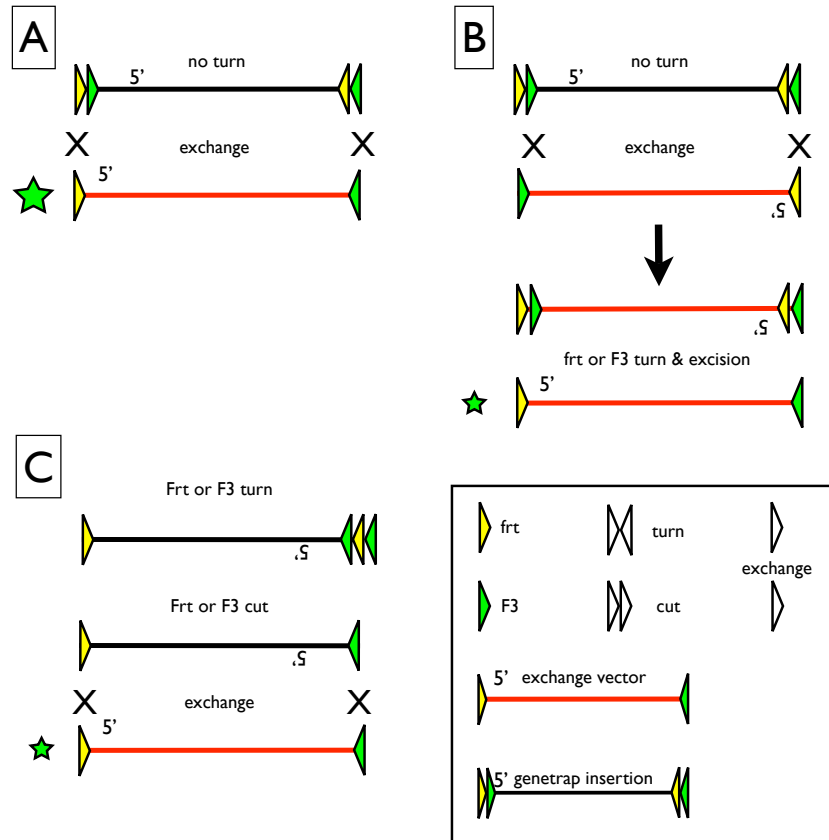 A
no turn
5’
exchange
5’
B
no turn
5’
exchange
5’
5’
frt or F3 turn & excision
5’
C
Frt or F3 turn
5’
Frt or F3 cut
5’
exchange
5’
frt
turn
exchange
F3
cut
5’ exchange vector
5’ genetrap insertion